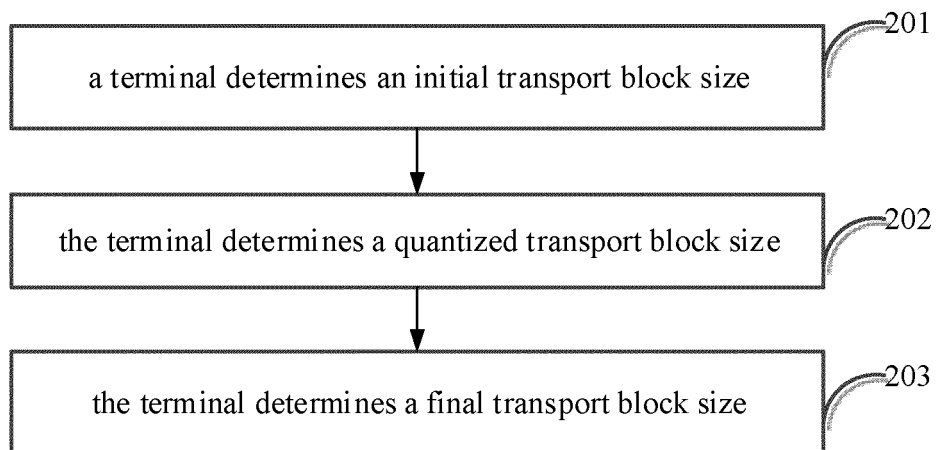 201
a terminal determines an initial transport block size
202
the terminal determines a quantized transport block size
203
the terminal determines a final transport block size